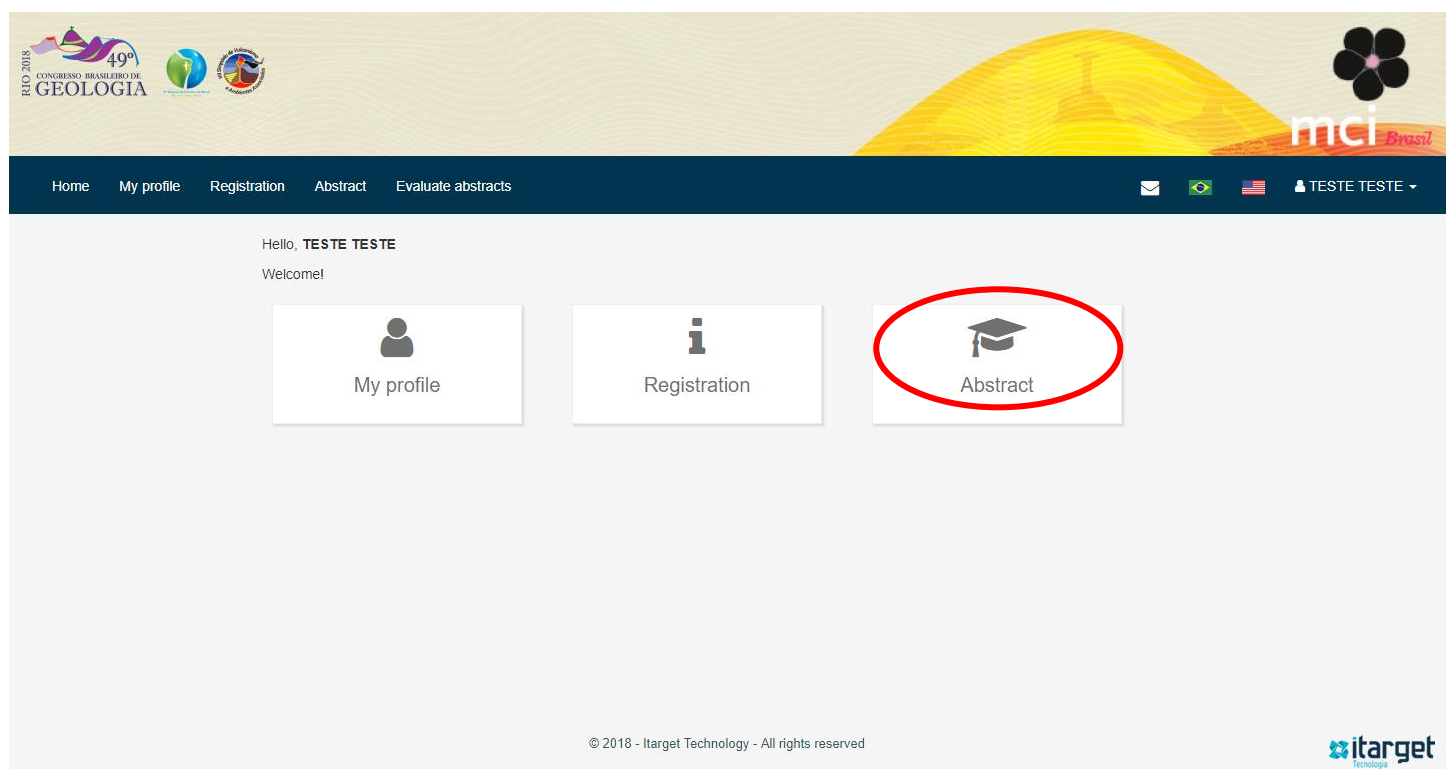 RIO 2018
49º
CONGRESSO BRASILEIRO DE
GEOLOGIA
mci Brasil
Home My profile Registration Abstract Evaluate abstracts TESTE TESTE
Hello, TESTE TESTE
Welcome!
My profile Registration Abstract
© 2018 - Itarget Technology - All rights reserved
itarget
Tecnologia